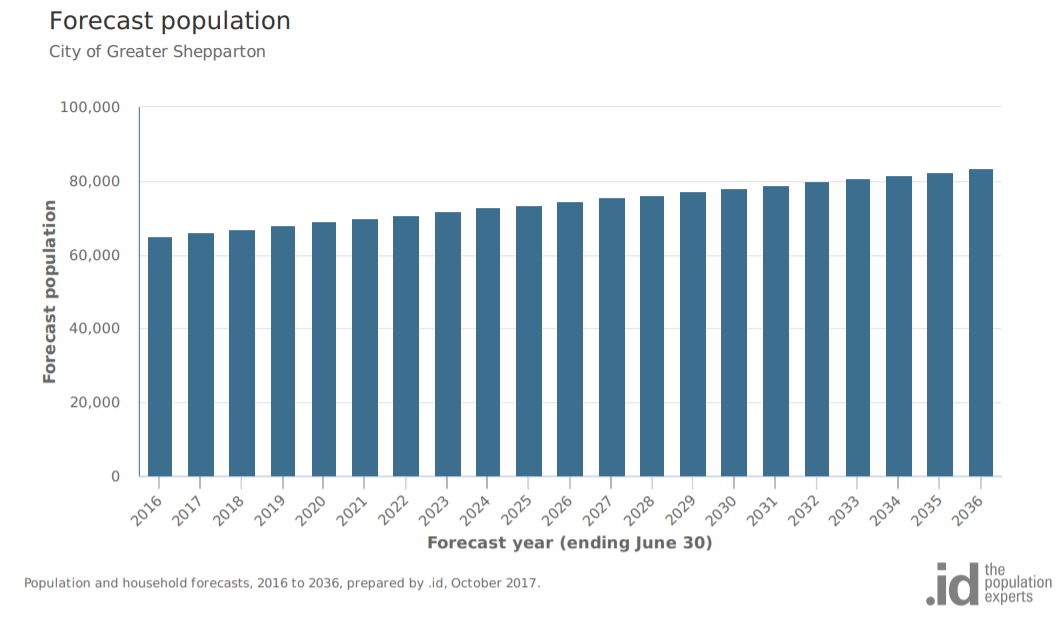 Forecast population
City of Greater Shepparton
100,000
80,000
60,000
40,000
20,000
0
Forecast population
2016 2017 2018 2019 2020 2021 2022 2023 2024 2025 2026 2027 2028 2029 2030 2031 2032 2033 2034 2035 2036
Forecast year (ending June 30)
Population and household forecasts, 2016 to 2036, prepared by .id, October 2017.
.id the
population
experts